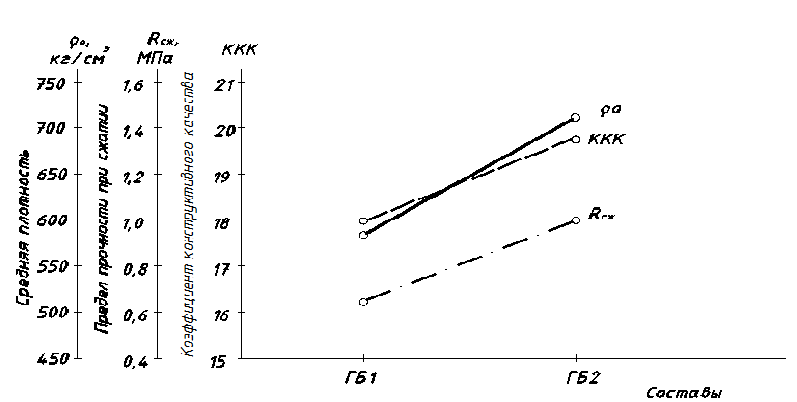 ρо, кг/см³
Rсж, МПа
ККК
Средняя плотность
750
700
650
600
550
500
450
Предел прочности при сжатии
1,6
1,4
1,2
1,0
0,8
0,6
0,4
Коэффициент конструктидного качества
21
20
19
18
17
16
15
ρа
ККК
Rсж
ГБ1
ГБ2
Составы